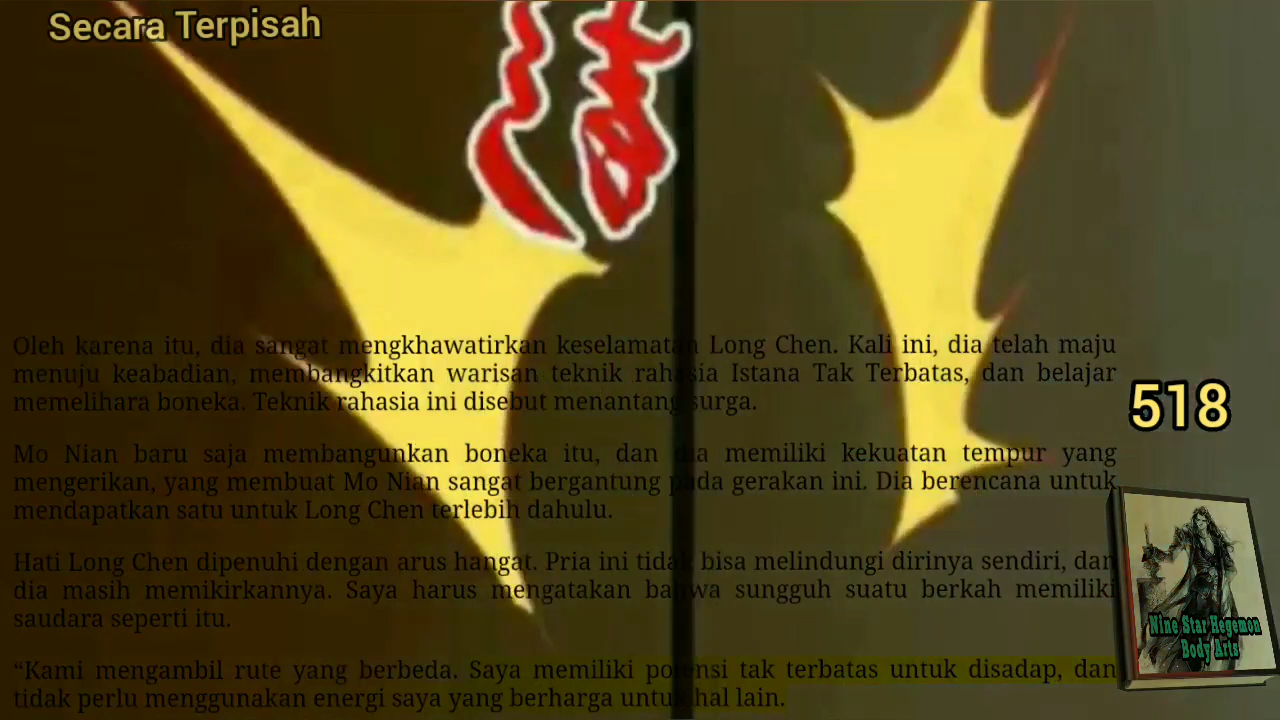 Secara Terpisah
Oleh karena itu, dia sangat mengkhawatirkan keselamatan Long Chen. Kali ini, dia telah maju
menuju keabadian, membangkitkan warisan teknik rahasia Istana Tak Terbatas, dan belajar
memelihara boneka. Teknik rahasia ini disebut menantang surga.
518
Mo Nian baru saja membangunkan boneka itu, dan dia memiliki kekuatan tempur yang
mengerikan, yang membuat Mo Nian sangat bergantung pada gerakan ini. Dia berencana untuk
mendapatkan satu untuk Long Chen terlebih dahulu.
Hati Long Chen dipenuhi dengan arus hangat. Pria ini tidak bisa melindungi dirinya sendiri, dan
dia masih memikirkannya. Saya harus mengatakan bahwa sungguh suatu berkah memiliki
saudara seperti itu.
Nine Star Hegemon
Body Arts
“Kami mengambil rute yang berbeda. Saya memiliki potensi tak terbatas untuk disadap, dan
tidak perlu menggunakan energi saya yang berharga untuk hal lain.